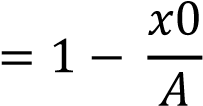 = 1 − x0/A